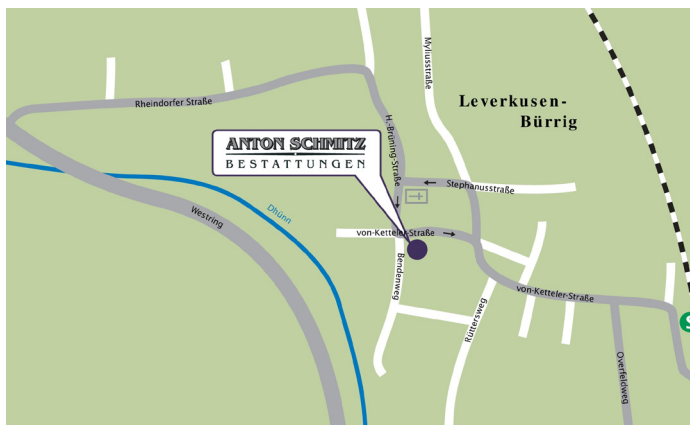 Myliusstraße
Leverkusen-
Bürrig
Rheindorfer Straße
H.-Brüning-Straße
ANTON SCHMITZ
BESTATTUNGEN
Stephanusstraße
Dhünn
Westring
von-Ketteler-Straße
Bendenweg
von-Ketteler-Straße
Rüttersweg
Overfeldweg
S